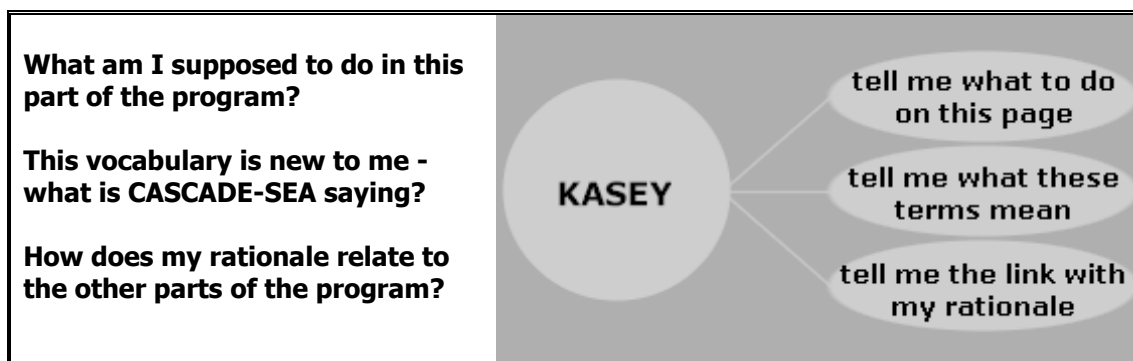 What am I supposed to do in this
part of the program?
This vocabulary is new to me -
what is CASCADE-SEA saying?
How does my rationale relate to
the other parts of the program?
KASEY
tell me what to do
on this page
tell me what these
terms mean
tell me the link with
my rationale